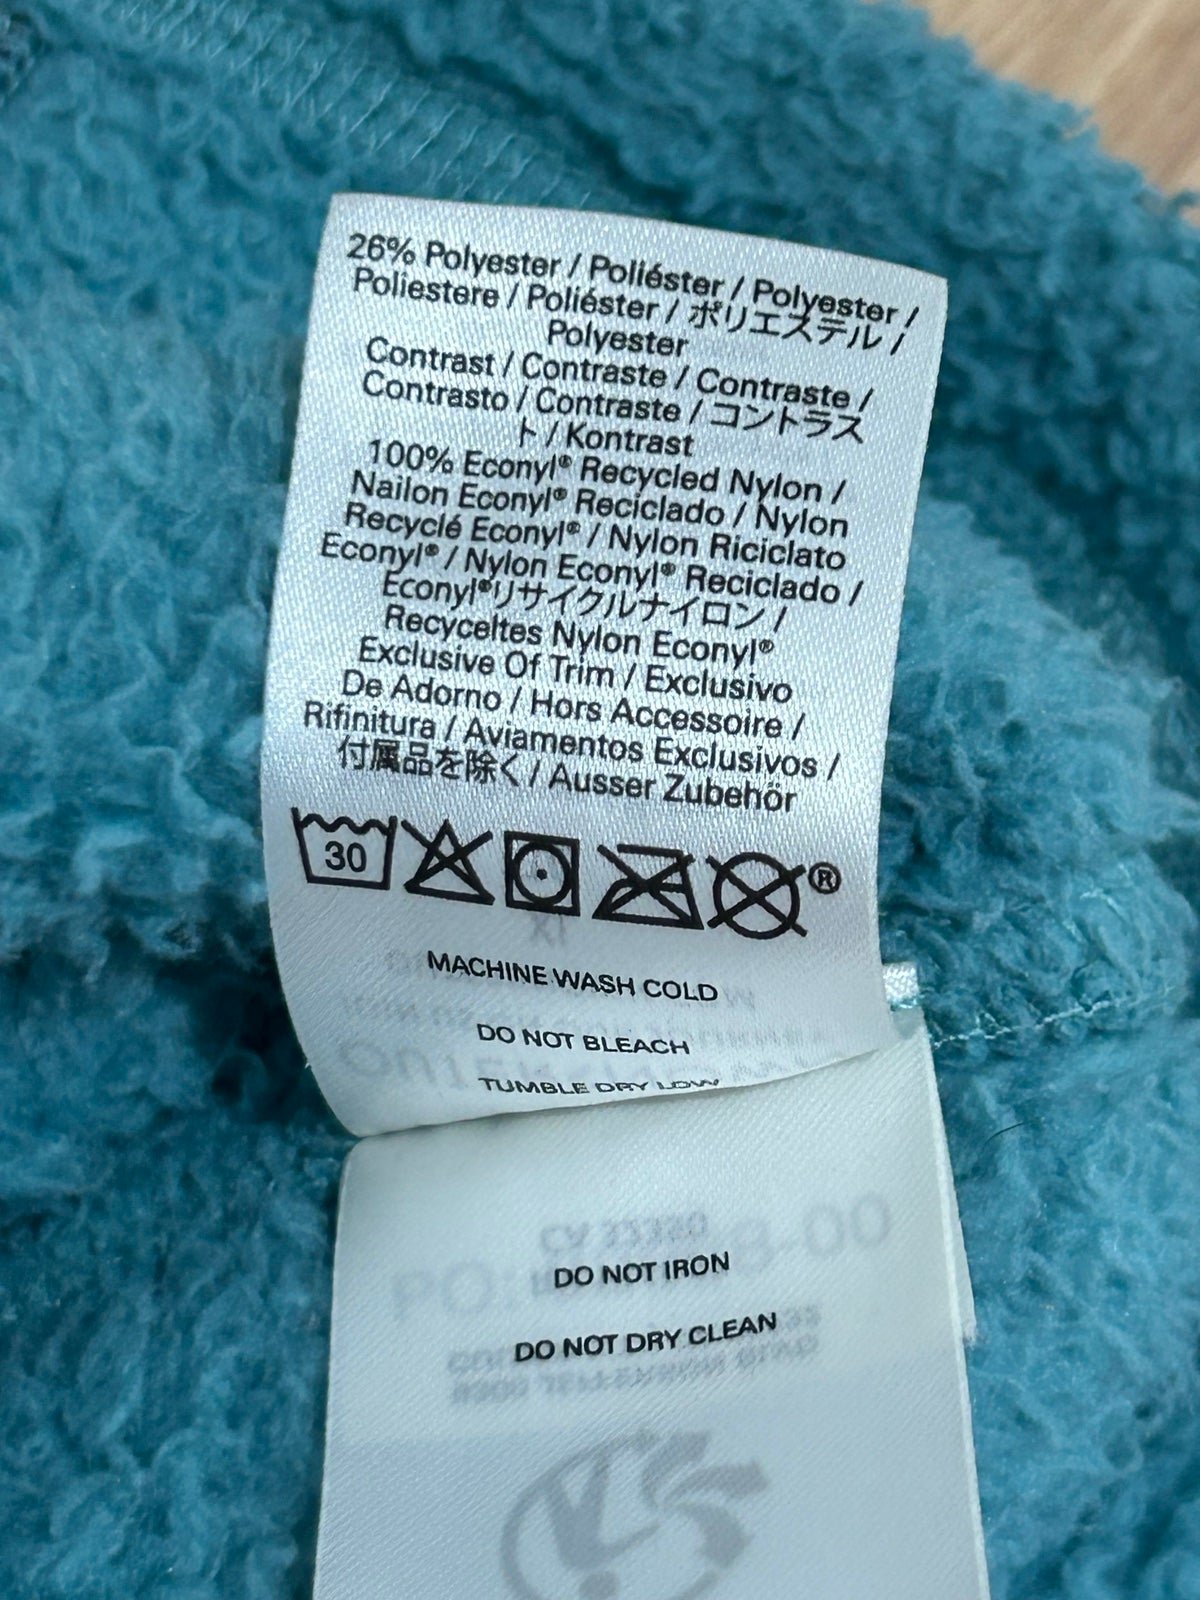 26% Polyester / Poliéster / Polyester /
Poliestere / Poliéster / ポリエステル /
Polyester
Contrast / Contraste / Contraste /
Contrasto / Contraste / コントラス
ト / Kontrast
100% Econyl® Recycled Nylon /
Nailon Econyl® Reciclado / Nylon
Recyclé Econyl® / Nylon Riciclato
Econyl® / Nylon Econyl® Reciclado /
Econyl®リサイクルナイロン /
Recyceltes Nylon Econyl®
Exclusive Of Trim / Exclusivo
De Adorno / Hors Accessoire /
Rifinitura / Aviamentos Exclusivos /
付属品を除く / Ausser Zubehör
30 ®
MACHINE WASH COLD
DO NOT BLEACH
TUMBLE DRY LOW
DO NOT IRON
DO NOT DRY CLEAN